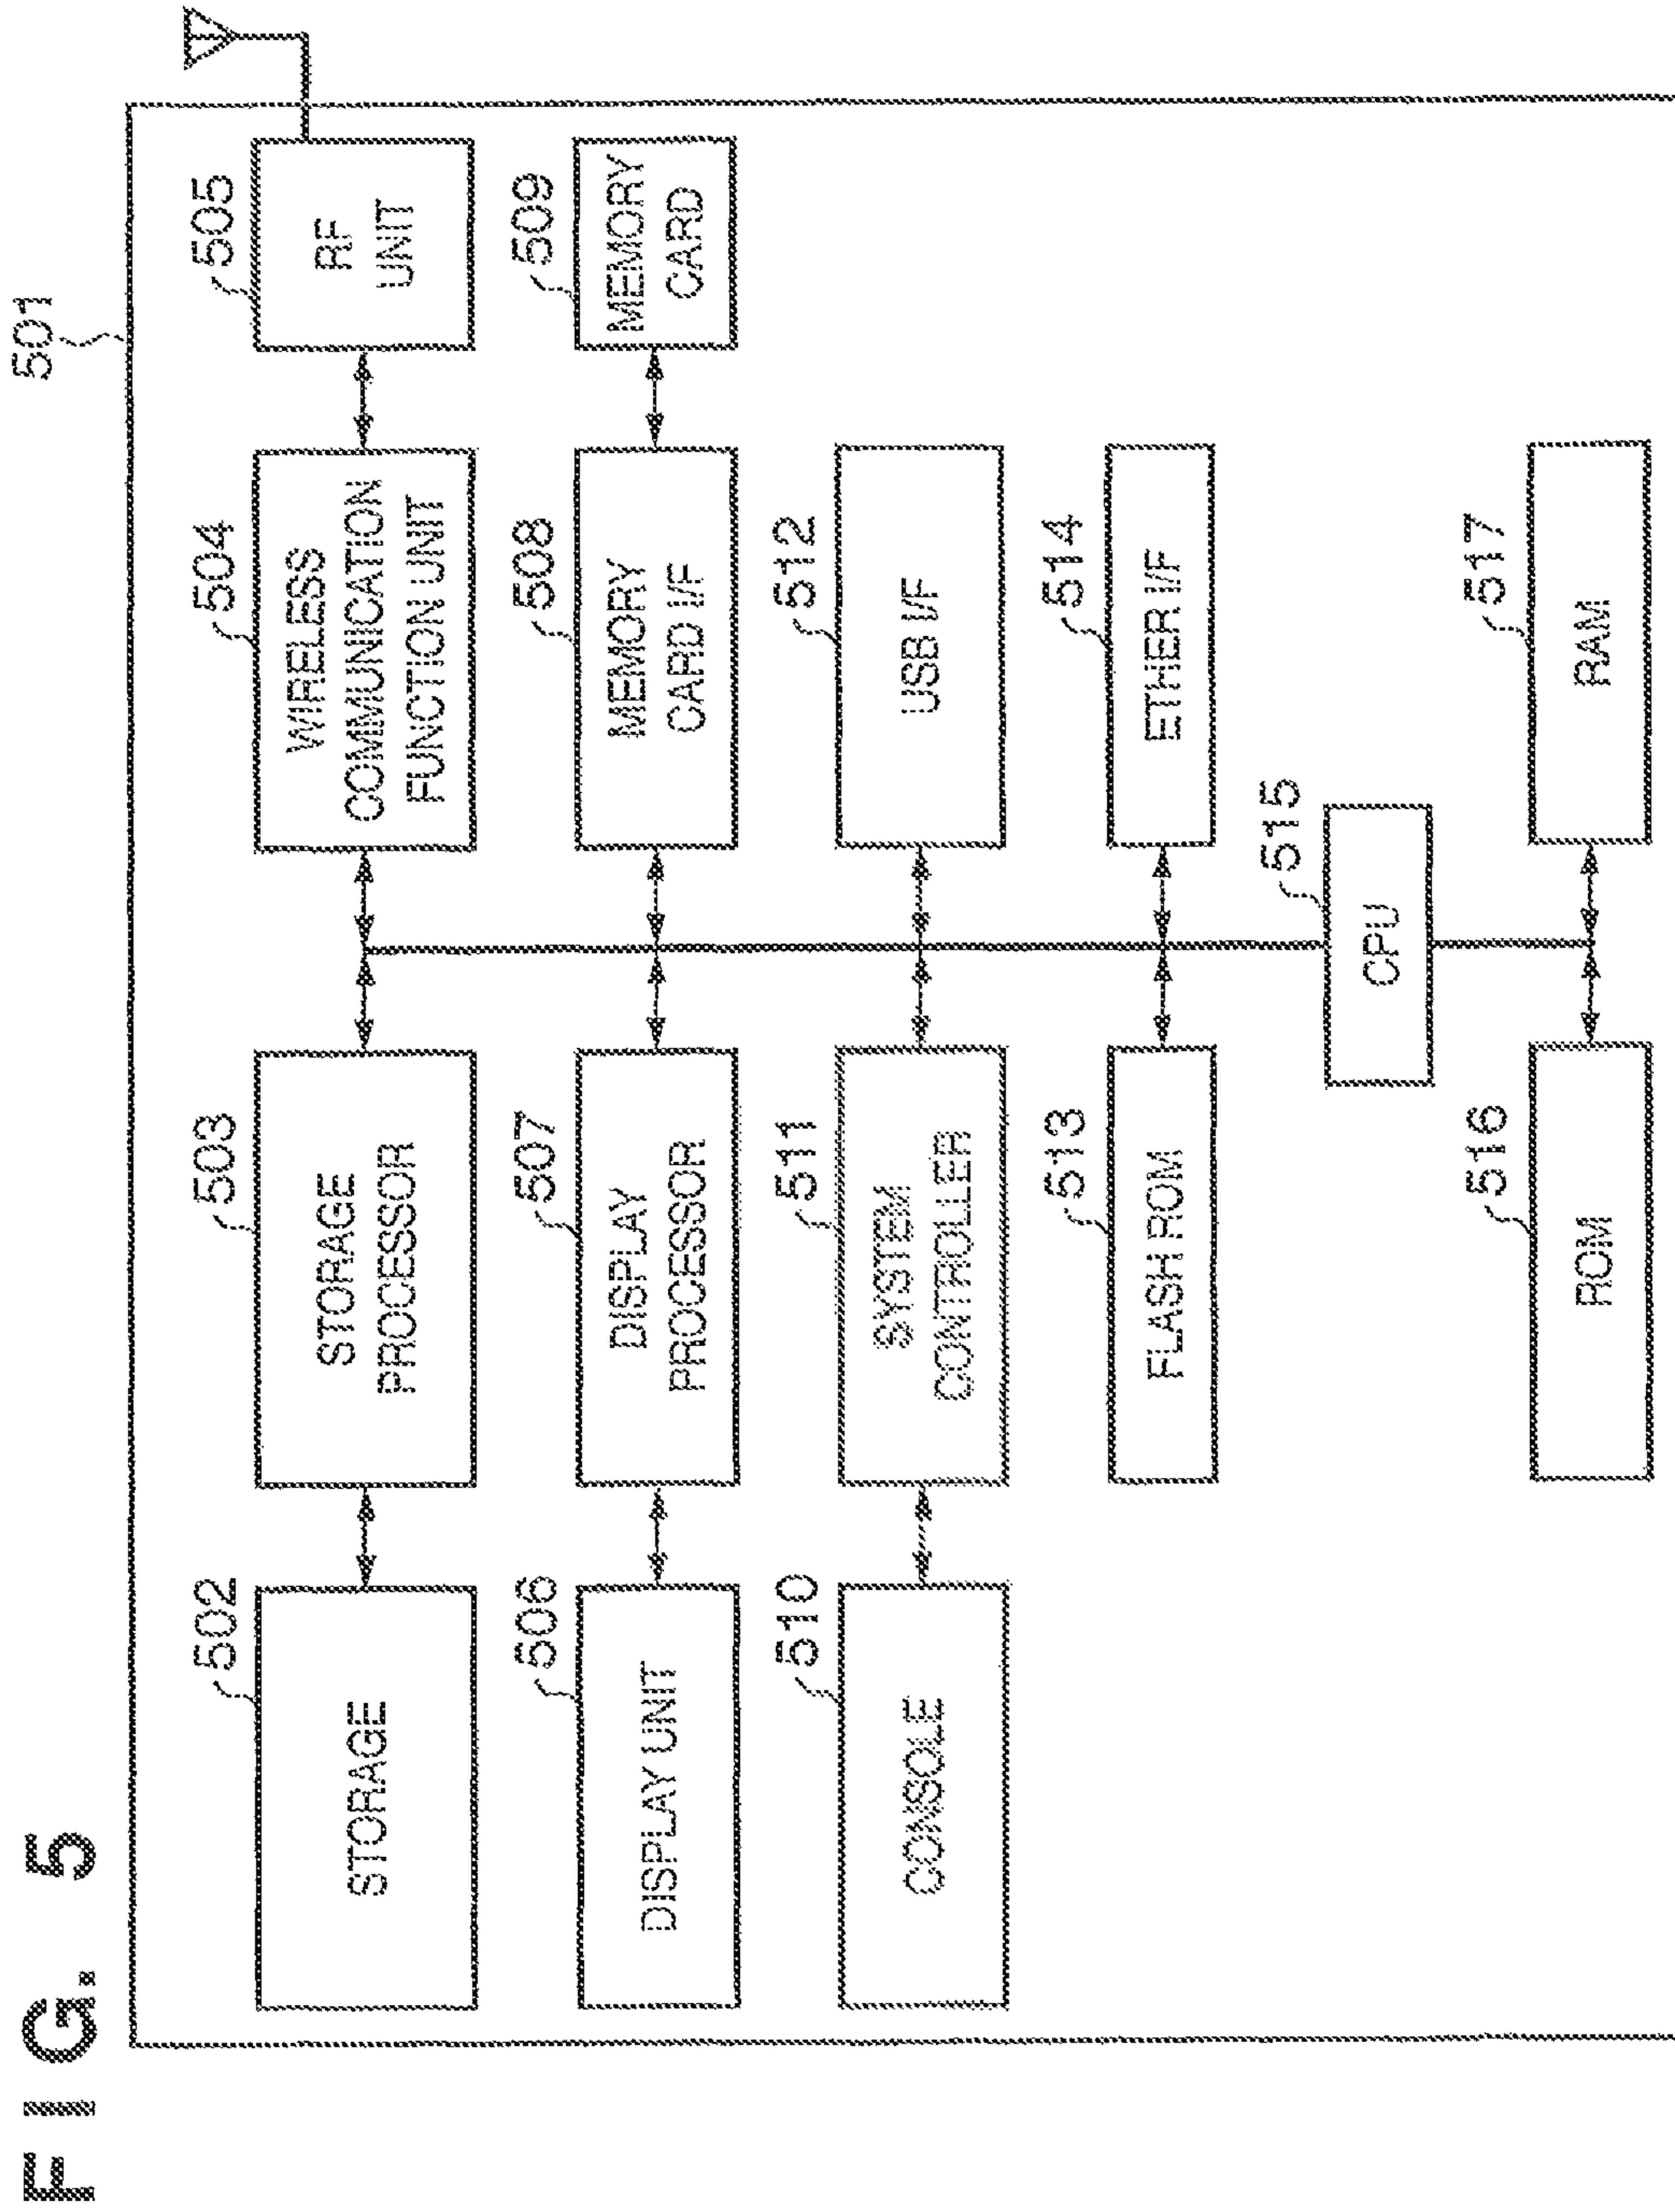 FIG. 5
501
502
STORAGE
503
STORAGE
PROCESSOR
504
WIRELESS
COMMUNICATION
FUNCTION UNIT
505
RF
UNIT
506
DISPLAY UNIT
507
DISPLAY
PROCESSOR
508
MEMORY
CARD I/F
509
MEMORY
CARD
510
CONSOLE
511
SYSTEM
CONTROLLER
512
USB I/F
513
FLASH ROM
514
ETHER I/F
515
CPU
516
ROM
517
RAM